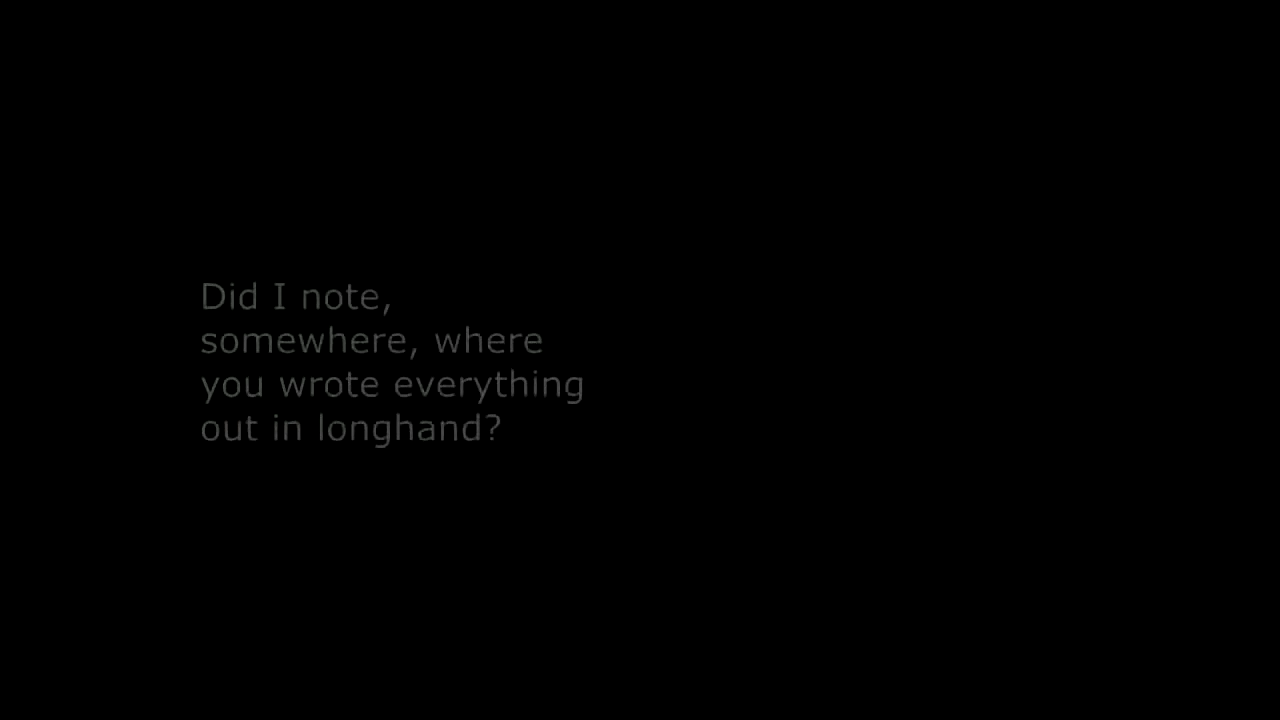 Did I note,
somewhere, where
you wrote everything
out in longhand?